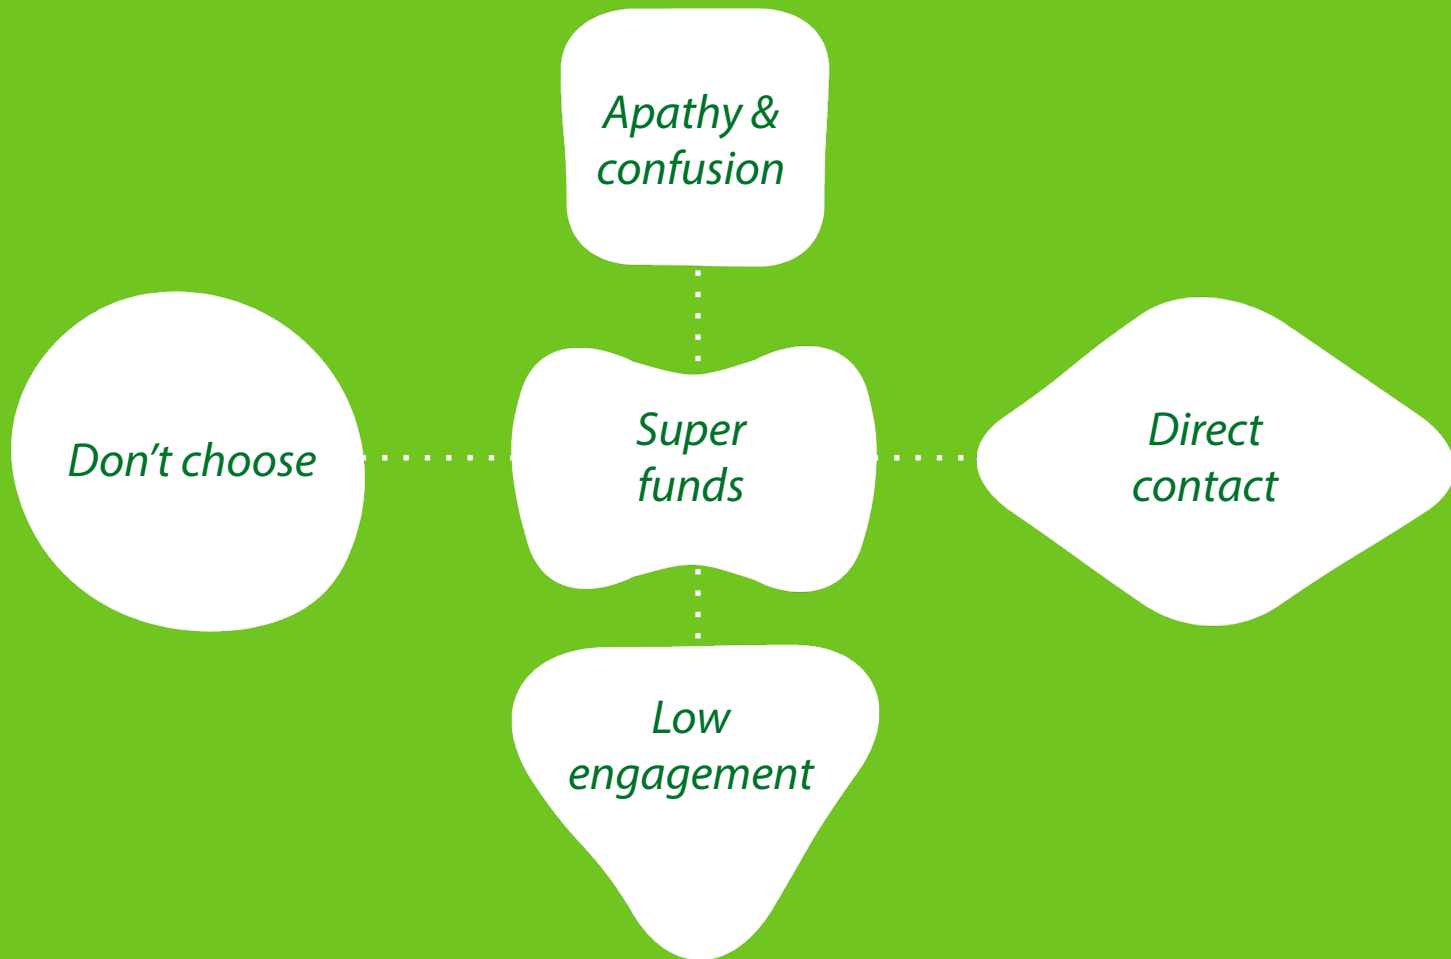 Apathy &
confusion
Don’t choose
Super
funds
Direct
contact
Low
engagement